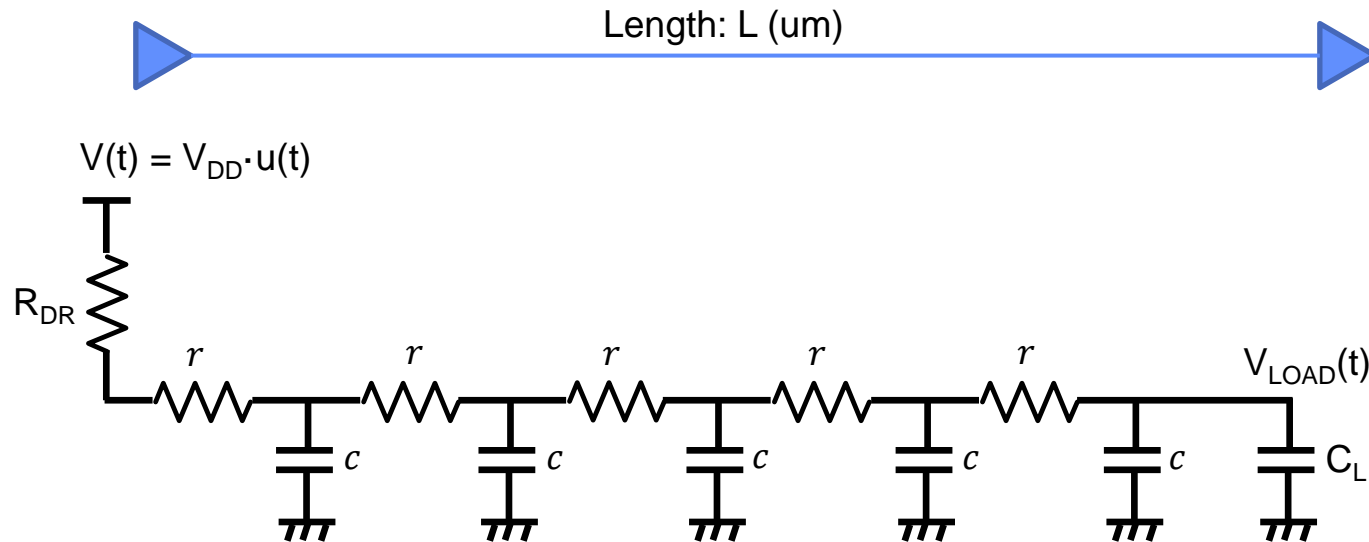 Length: L (um)
V(t) = V_DD·u(t)
R_DR
r r r r r
V_LOAD(t)
c c c c c
C_L